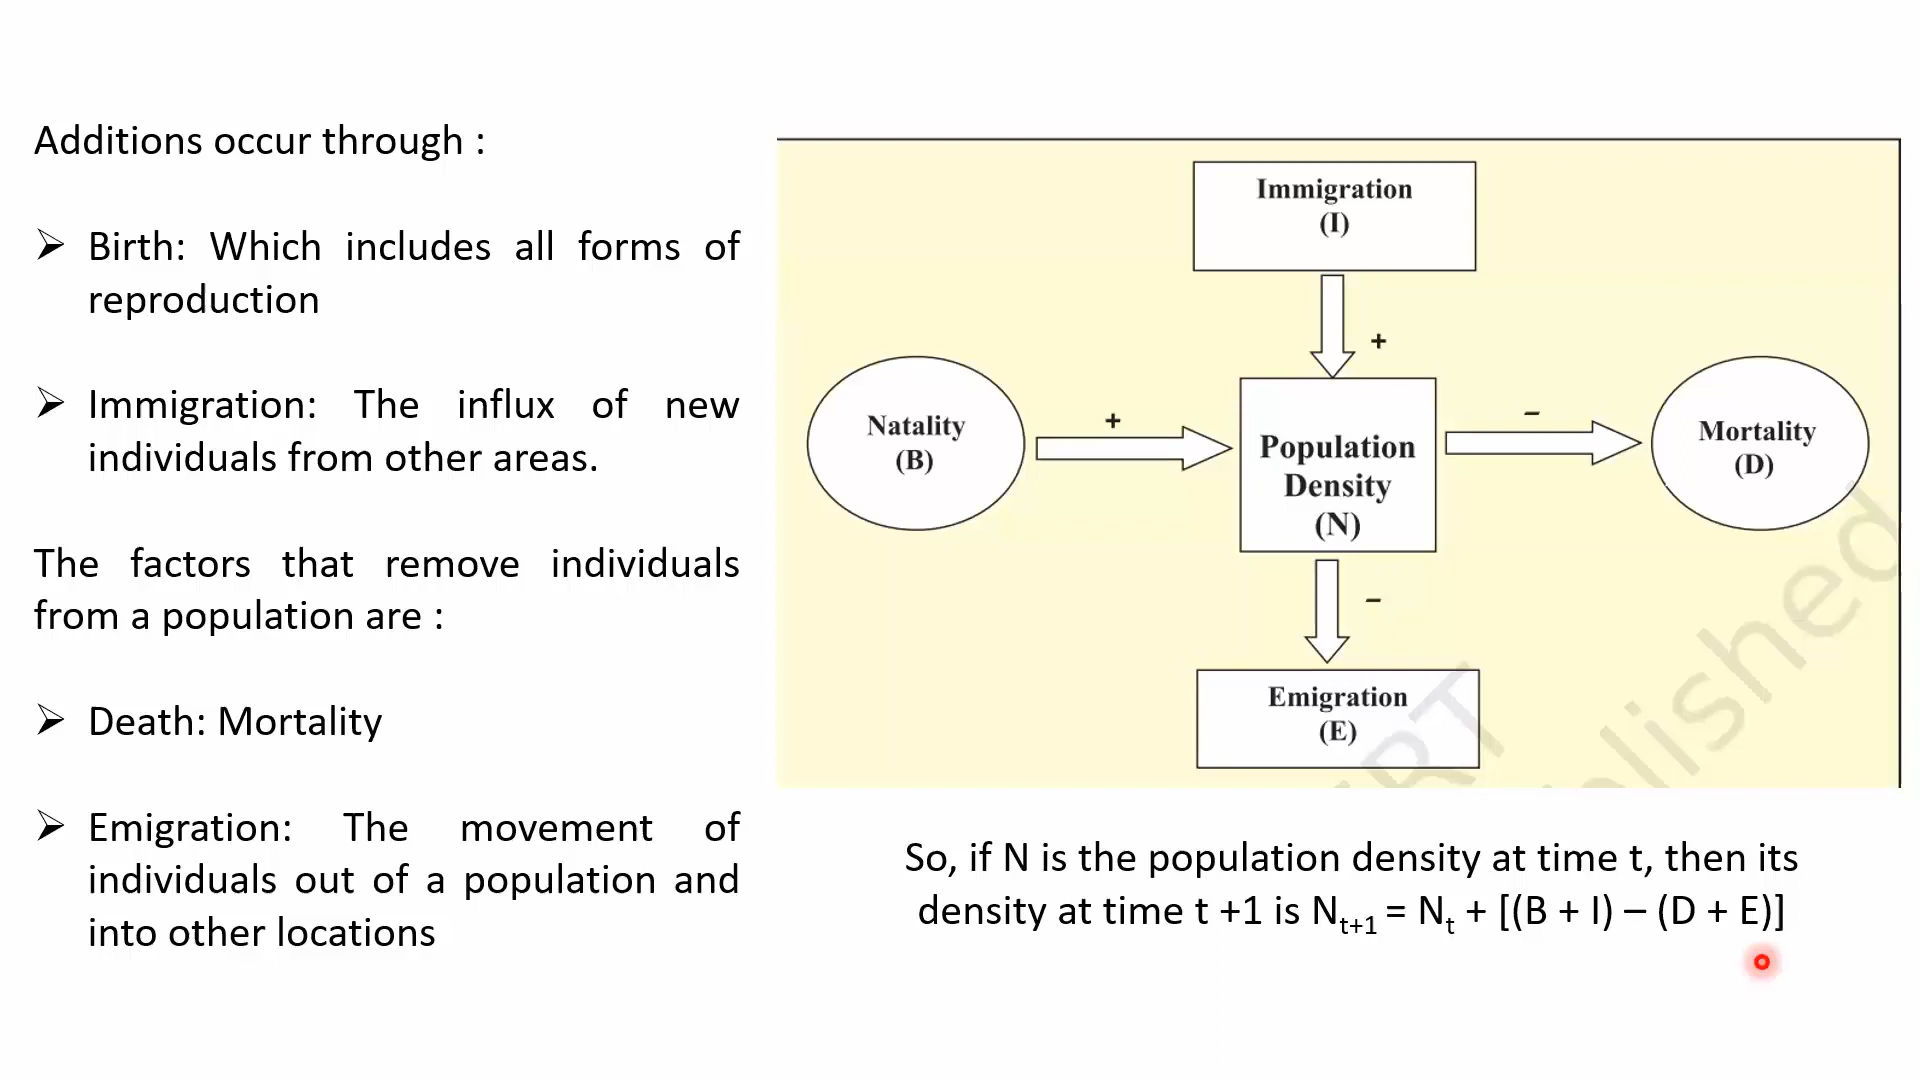 Additions occur through :
➢ Birth: Which includes all forms of
reproduction
➢ Immigration: The influx of new
individuals from other areas.
The factors that remove individuals
from a population are :
➢ Death: Mortality
➢ Emigration: The movement of
individuals out of a population and
into other locations
Immigration
(I)
+
Natality
(B)
+
Population
Density
(N)
–
Mortality
(D)
–
Emigration
(E)
So, if N is the population density at time t, then its
density at time t +1 is Nt+1 = Nt + [(B + I) – (D + E)]